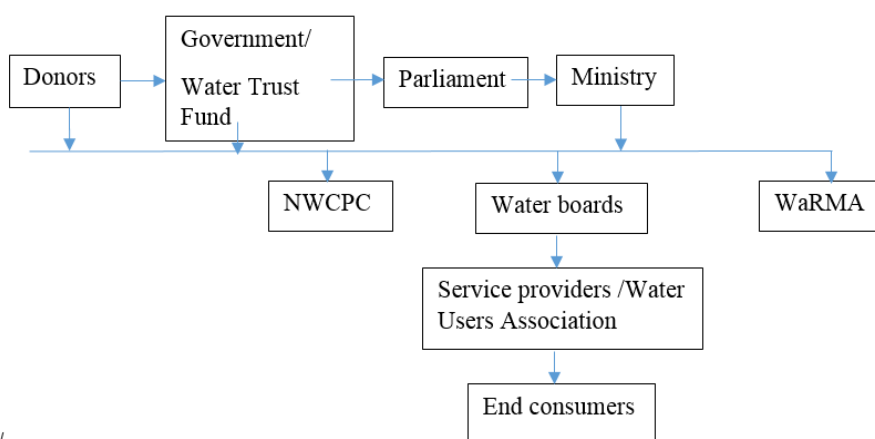 Government/
Donors
Water Trust
Fund
Parliament
Ministry
NWCPC
Water boards
WaRMA
Service providers /Water
Users Association
End consumers